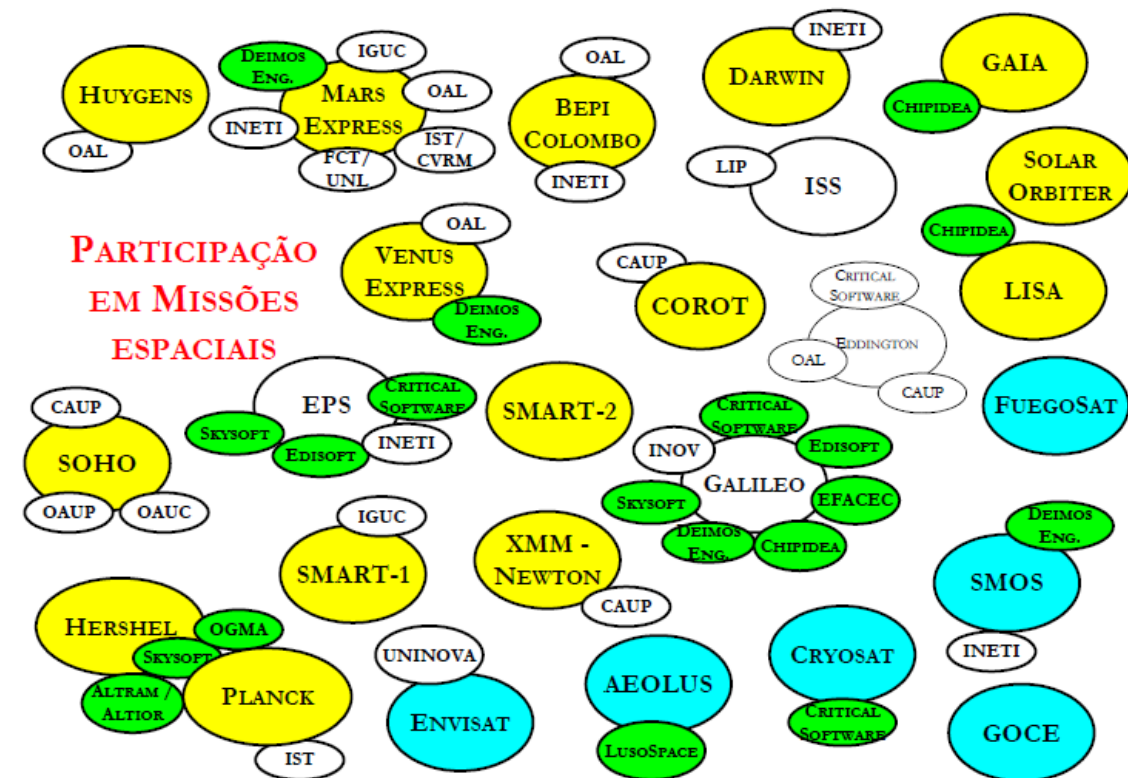 HUYGENS
OAL
DEIMOS
ENG.
IGUC
MARS
EXPRESS
OAL
INETI
FCT/
UNL
IST/
CVRM
OAL
BEPI
COLOMBO
INETI
INETI
DARWIN
GAIA
CHIPIDEA
LIP
ISS
SOLAR
ORBITER
CHIPIDEA
LISA
PARTICIPAÇÃO
EM MISSÕES
ESPACIAIS
OAL
VENUS
EXPRESS
DEIMOS
ENG.
CAUP
COROT
CRITICAL
SOFTWARE
EDDINGTON
OAL
CAUP
FUEGOSAT
CAUP
SOHO
OAUP
OAUC
EPS
CRITICAL
SOFTWARE
SKYSOFT
EDISOFT
INETI
SMART-2
CRITICAL
SOFTWARE
INOV
EDISOFT
GALILEO
SKYSOFT
EFACEC
DEIMOS
ENG.
CHIPIDEA
IGUC
SMART-1
XMM -
NEWTON
CAUP
DEIMOS
ENG.
SMOS
INETI
HERSHEL
OGMA
SKYSOFT
ALTRAM /
ALTIOR
PLANCK
IST
UNINOVA
ENVISAT
AEOLUS
LUSOSPACE
CRYOSAT
CRITICAL
SOFTWARE
GOCE